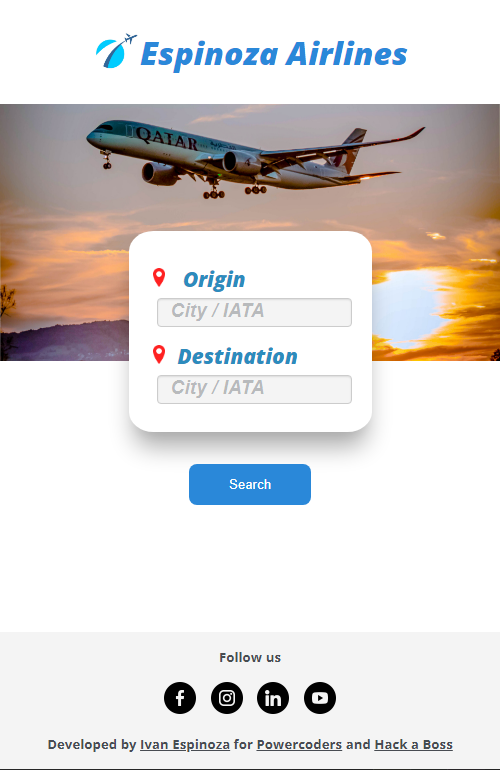 Espinoza Airlines
QATAR
Origin
City / IATA
Destination
City / IATA
Search
Follow us
Developed by Ivan Espinoza for Powercoders and Hack a Boss